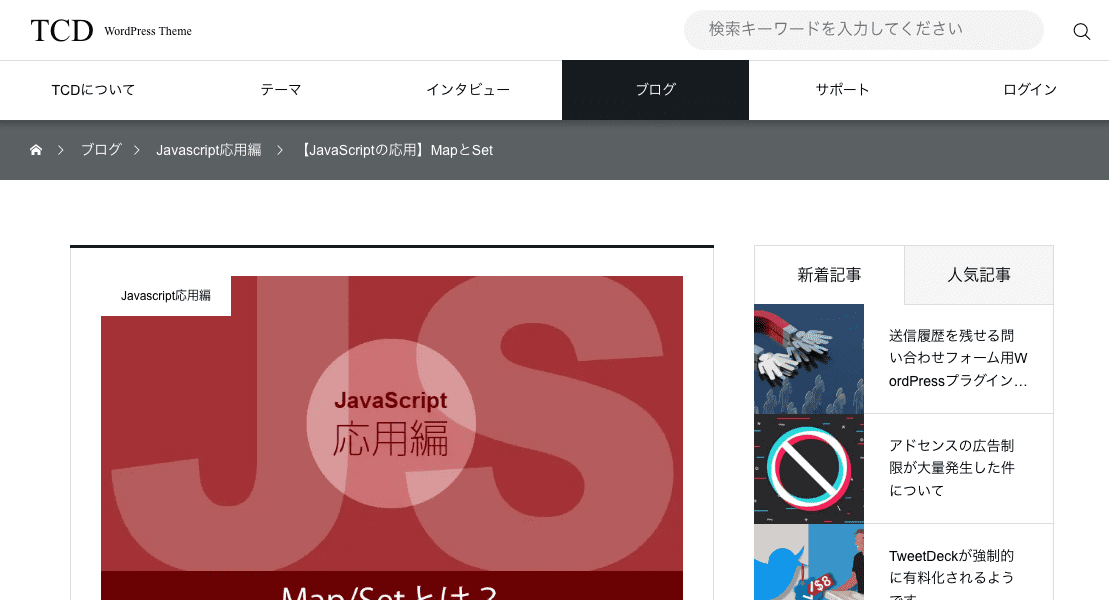 TCD WordPress Theme
検索キーワードを入力してください
TCDについて
テーマ
インタビュー
ブログ
サポート
ログイン
ブログ
Javascript応用編
【JavaScriptの応用】MapとSet
Javascript応用編
JS
JavaScript
応用編
Map/Setとは？
新着記事
人気記事
送信履歴を残せる問
い合わせフォーム用W
ordPressプラグイン…
アドセンスの広告制
限が大量発生した件
について
/$8
TweetDeckが強制的
に有料化されるよう
です